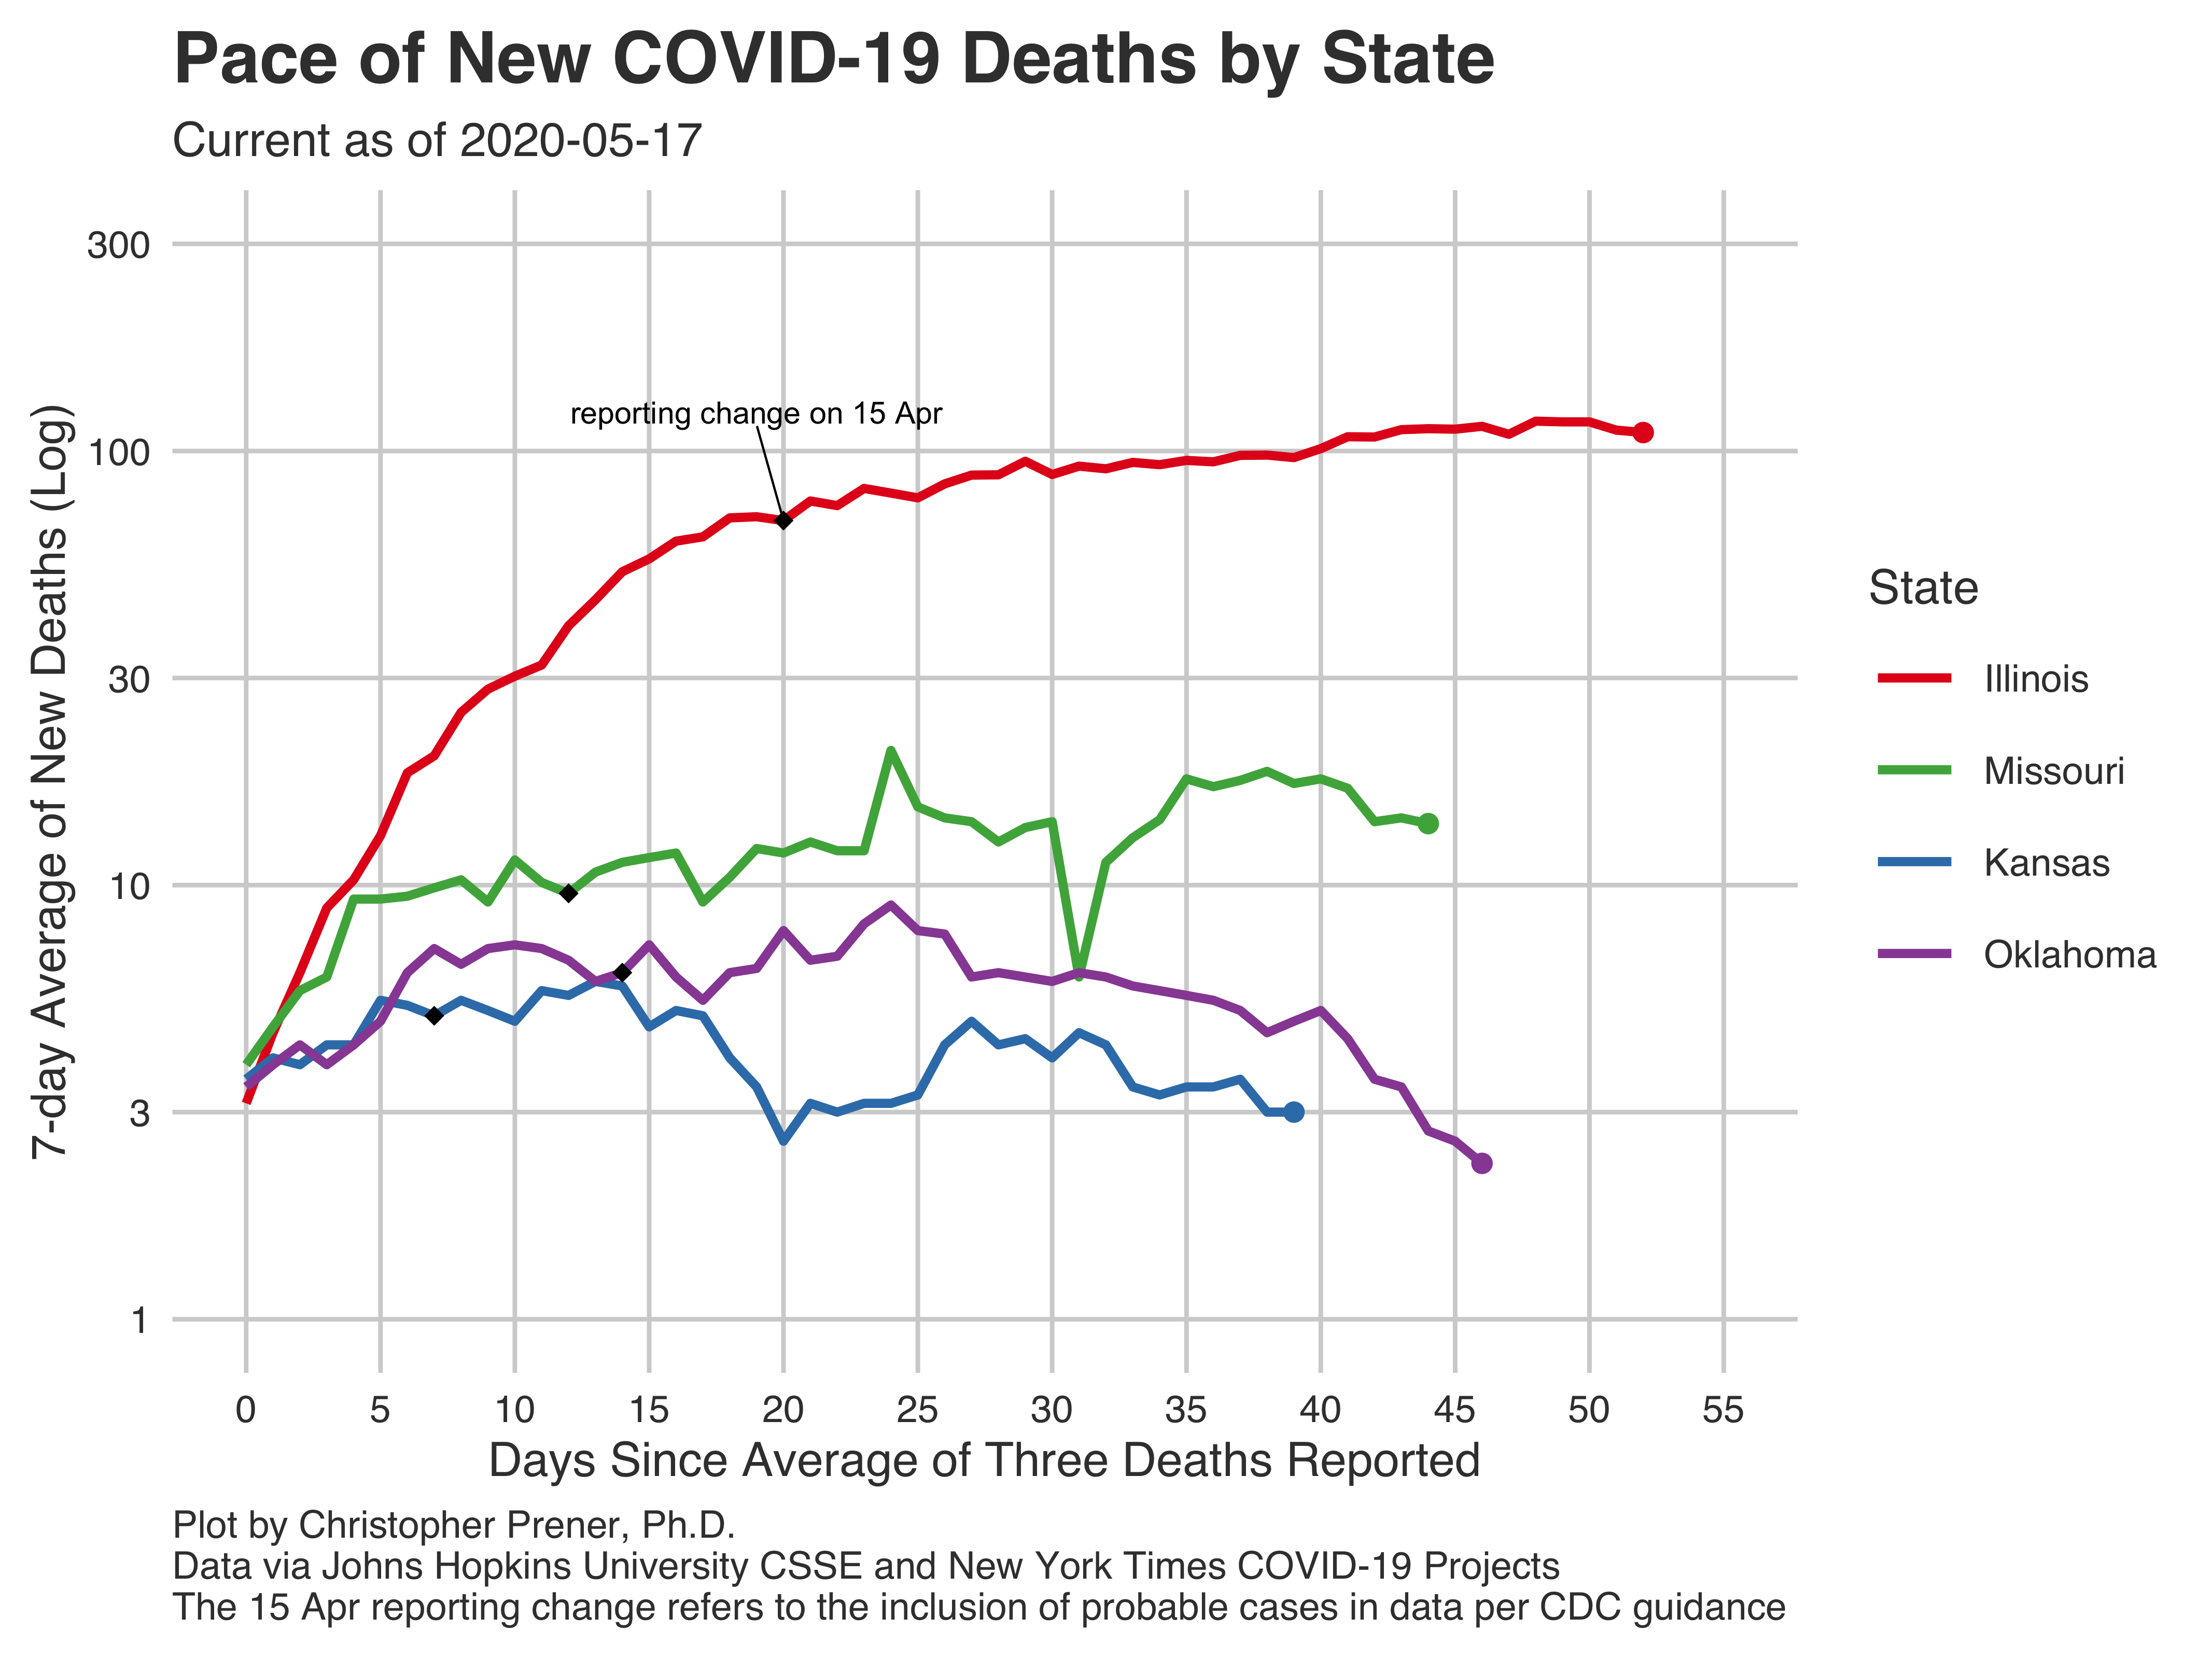 Pace of New COVID-19 Deaths by State
Current as of 2020-05-17
7-day Average of New Deaths (Log)
300
100
30
10
3
1
reporting change on 15 Apr
State
Illinois
Missouri
Kansas
Oklahoma
0 5 10 15 20 25 30 35 40 45 50 55
Days Since Average of Three Deaths Reported
Plot by Christopher Prener, Ph.D.
Data via Johns Hopkins University CSSE and New York Times COVID-19 Projects
The 15 Apr reporting change refers to the inclusion of probable cases in data per CDC guidance